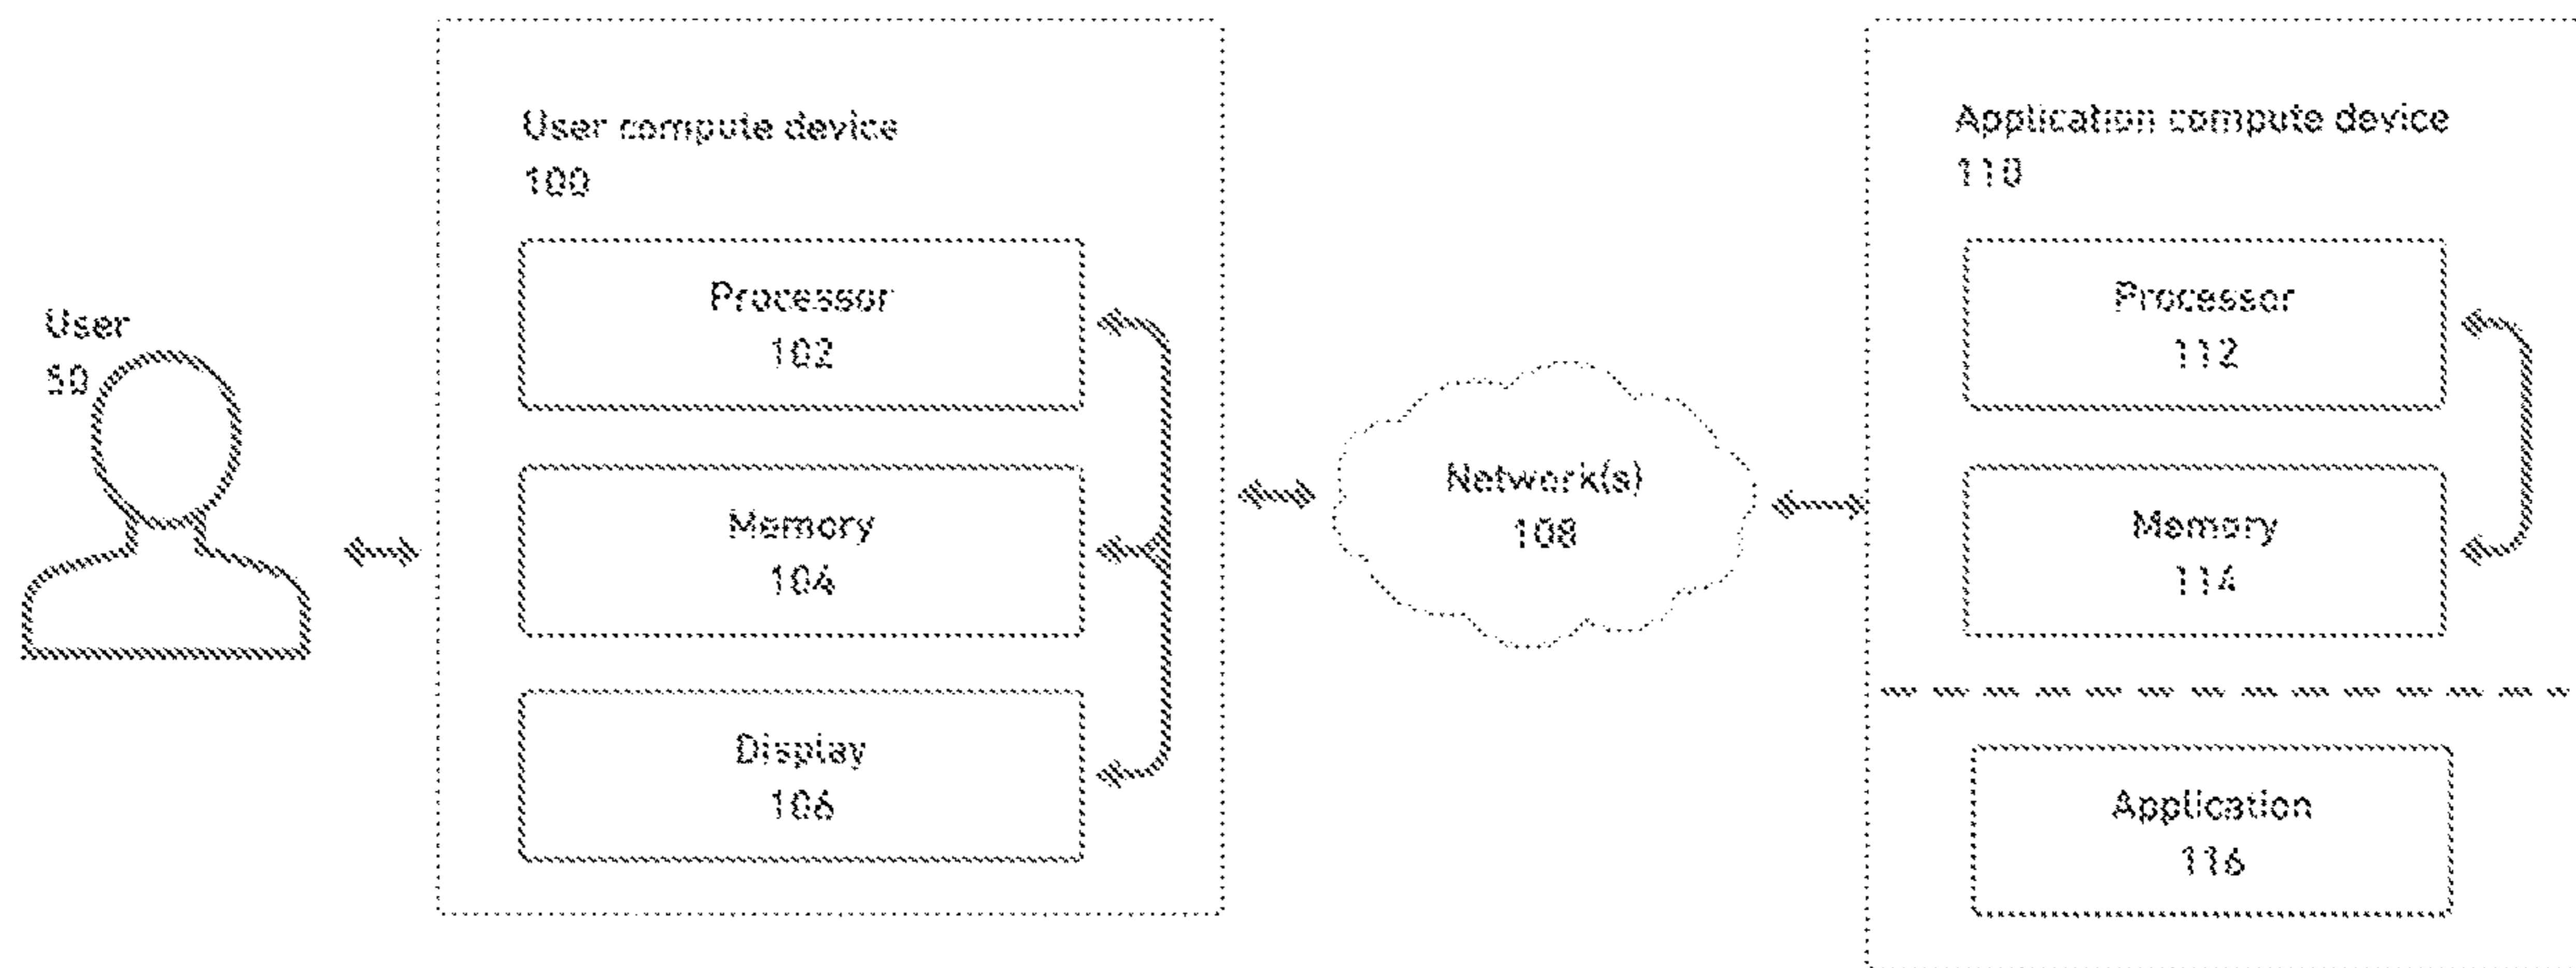 User
50
User compute device
100
Processor
102
Memory
104
Display
106
Network(s)
108
Application compute device
110
Processor
112
Memory
114
Application
116